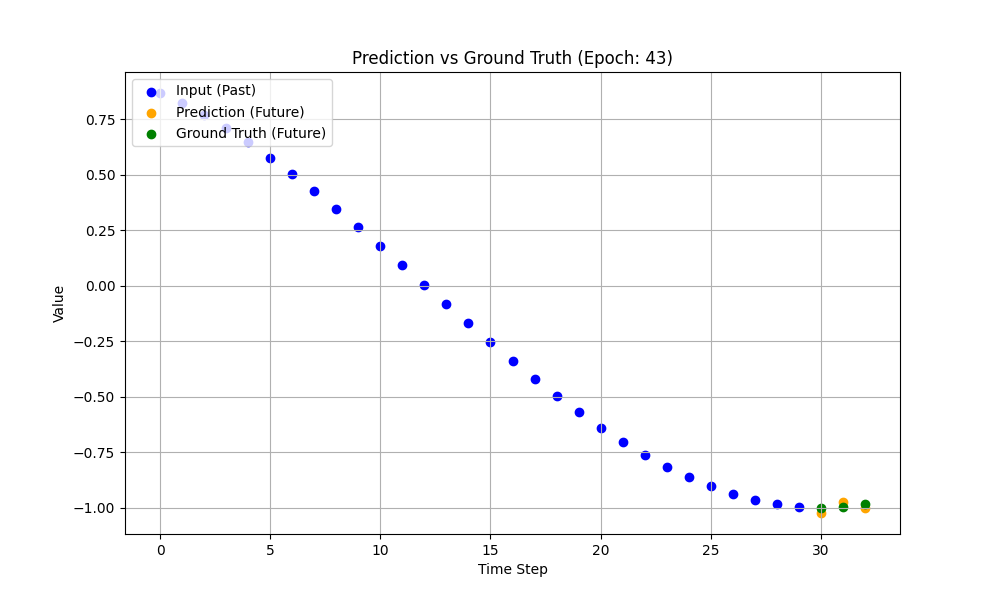 Prediction vs Ground Truth (Epoch: 43)
Input (Past)
Prediction (Future)
Ground Truth (Future)
Value
0.75
0.50
0.25
0.00
−0.25
−0.50
−0.75
−1.00
0 5 10 15 20 25 30
Time Step